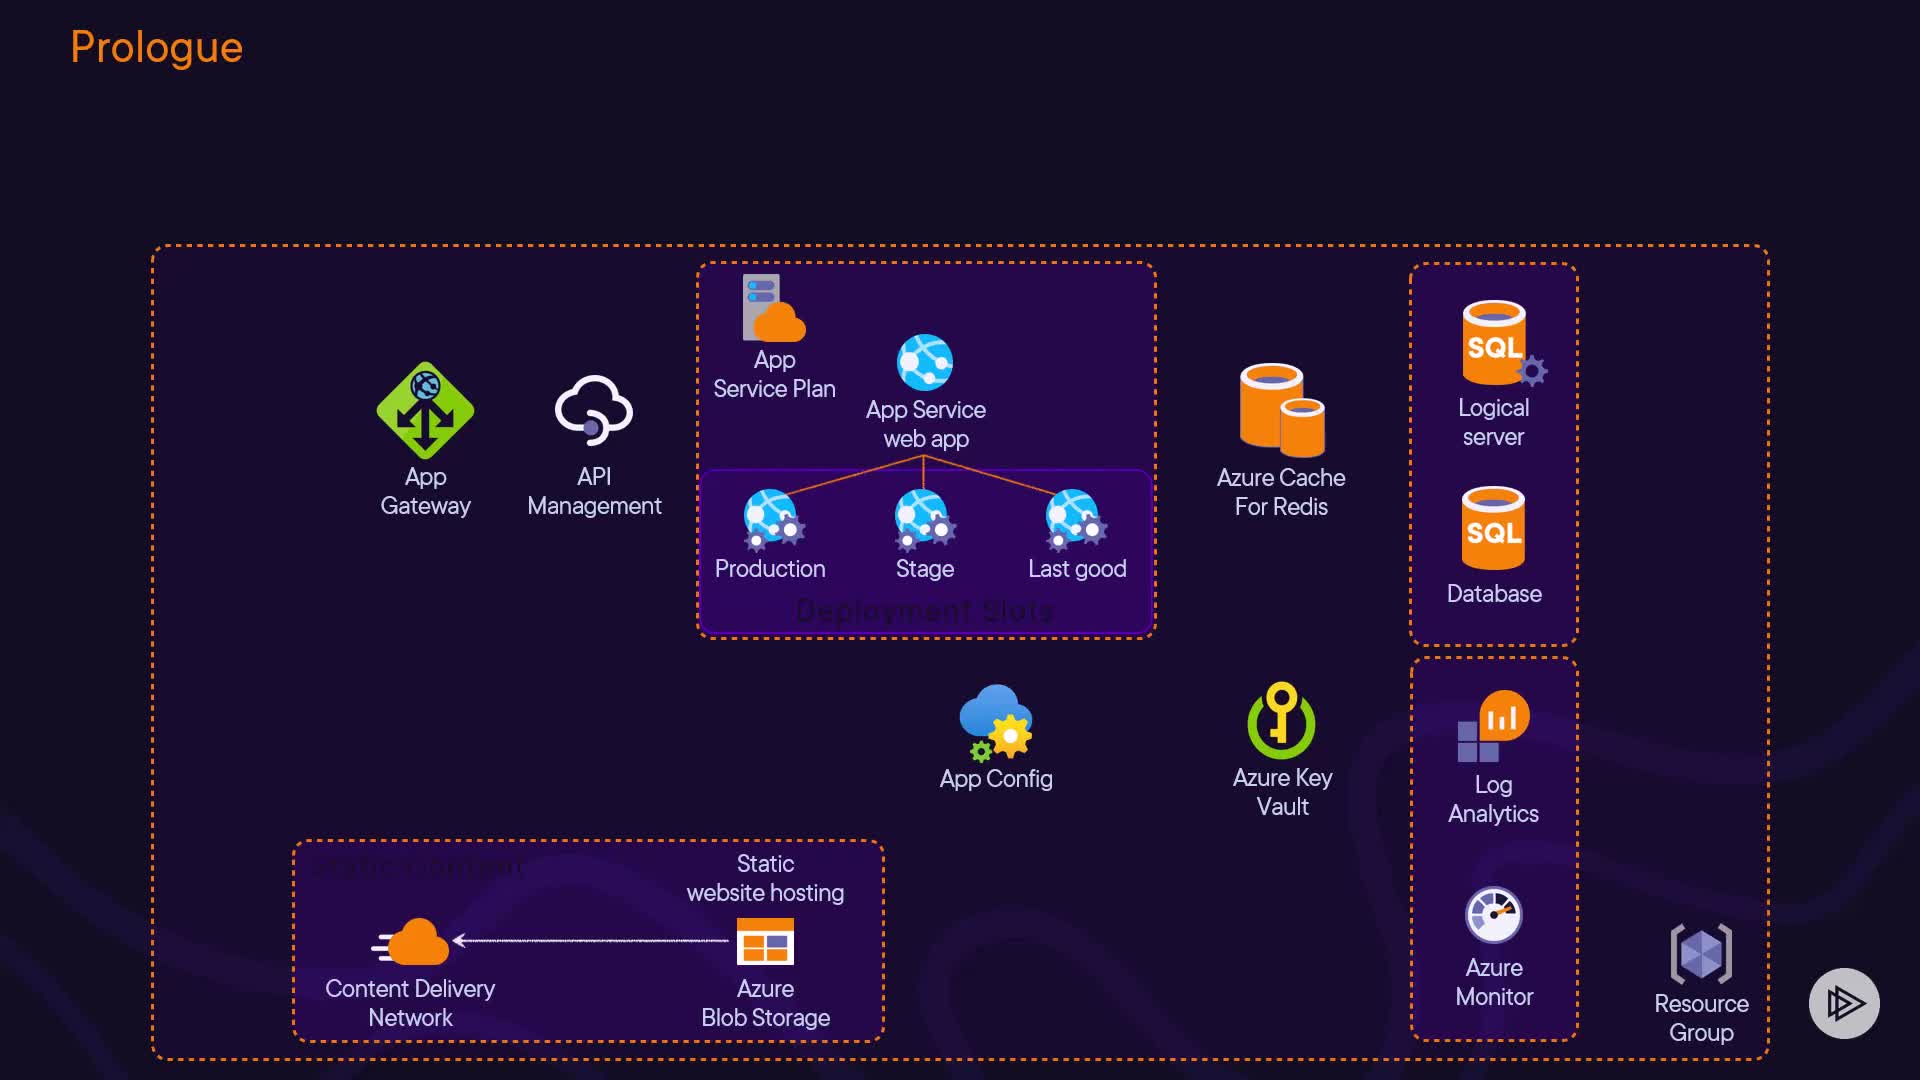 Prologue
App
Service Plan
App Service
web app
SQL
Logical
server
App
Gateway
API
Management
Azure Cache
For Redis
Production
Stage
Last good
Deployment Slots
SQL
Database
App Config
Azure Key
Vault
Log
Analytics
Static Content
Static
website hosting
Content Delivery
Network
Azure
Blob Storage
Azure
Monitor
Resource
Group